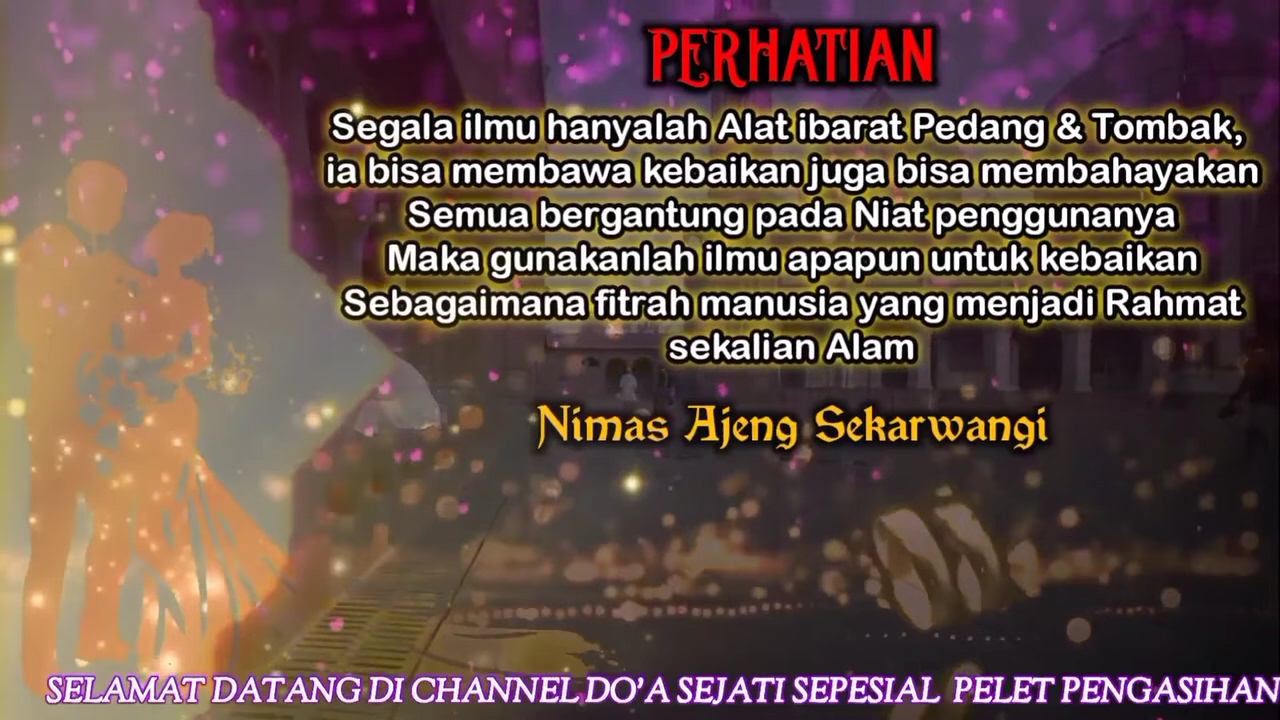 PERHATIAN
Segala ilmu hanyalah Alat ibarat Pedang & Tombak,
ia bisa membawa kebaikan juga bisa membahayakan
Semua bergantung pada Niat penggunanya
Maka gunakanlah ilmu apapun untuk kebaikan
Sebagaimana fitrah manusia yang menjadi Rahmat
sekalian Alam
Nimas Ajeng Sekarwangi
SELAMAT DATANG DI CHANNEL DO'A SEJATI SEPESIAL PELET PENGASIHAN